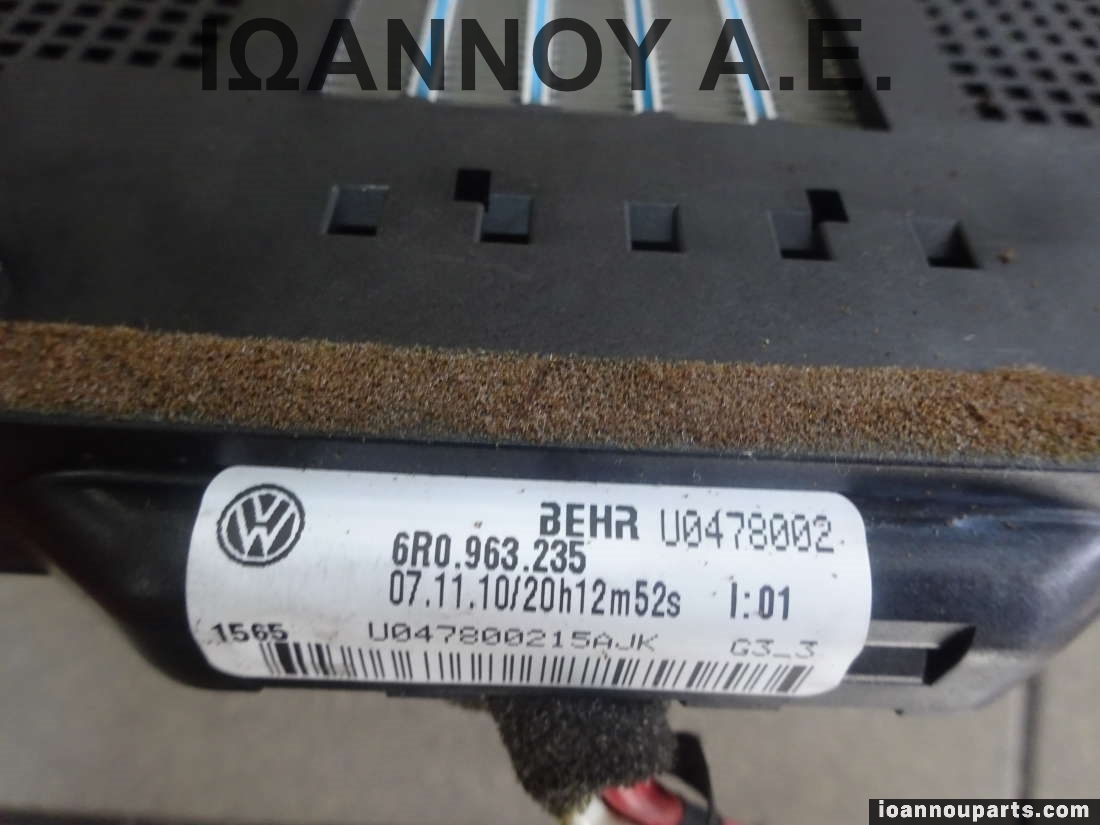 ΙΩΑΝΝΟΥ Α.Ε.
BEHR U0478002
6R0.963.235
07.11.10/20h12m52s I:01
1565 U047800215AJK G3_3
ioannouparts.com